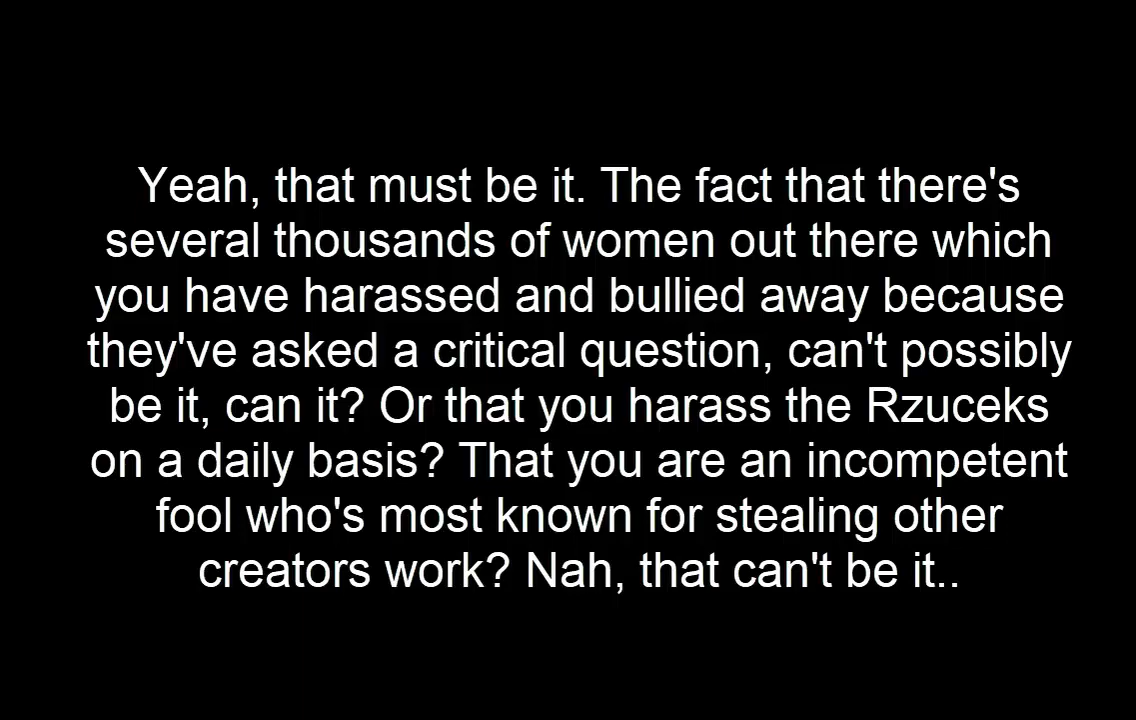 Yeah, that must be it. The fact that there's
several thousands of women out there which
you have harassed and bullied away because
they've asked a critical question, can't possibly
be it, can it? Or that you harass the Rzuceks
on a daily basis? That you are an incompetent
fool who's most known for stealing other
creators work? Nah, that can't be it..